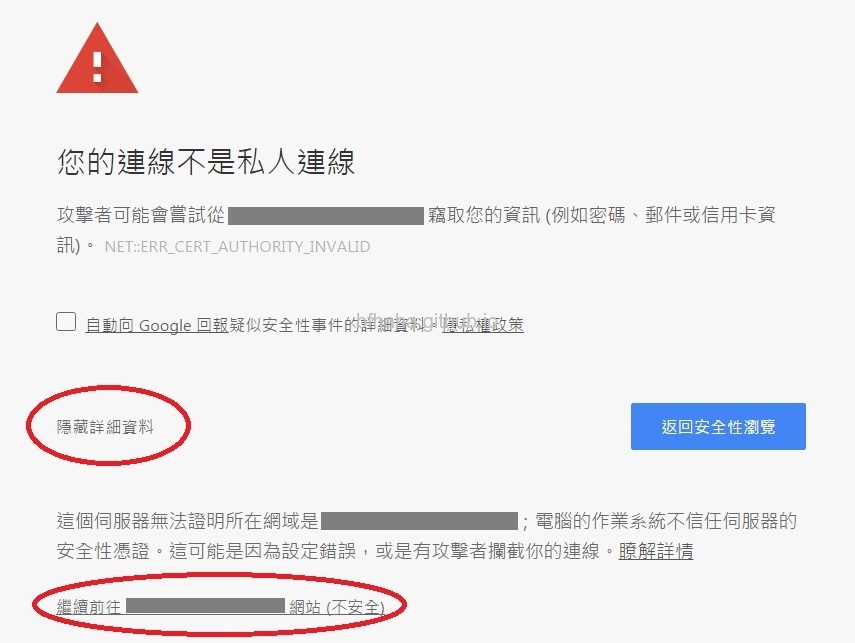 您的連線不是私人連線
攻擊者可能會嘗試從 竊取您的資訊 (例如密碼、郵件或信用卡資
訊)。 NET::ERR_CERT_AUTHORITY_INVALID
自動向 Google 回報疑似安全性事件的詳細資料。隱私權政策
隱藏詳細資料
返回安全性瀏覽
這個伺服器無法證明所在網域是 ; 電腦的作業系統不信任伺服器的
安全性憑證。這可能是因為設定錯誤,或是有攻擊者攔截你的連線。瞭解詳情
繼續前往 網站 (不安全)